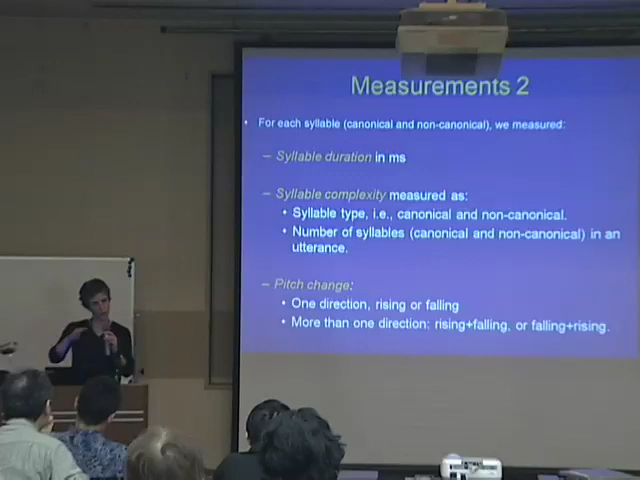 Measurements 2
• For each syllable (canonical and non-canonical), we measured:
– Syllable duration in ms
– Syllable complexity measured as:
• Syllable type, i.e., canonical and non-canonical.
• Number of syllables (canonical and non-canonical) in an
utterance.
– Pitch change:
• One direction, rising or falling
• More than one direction: rising+falling, or falling+rising.